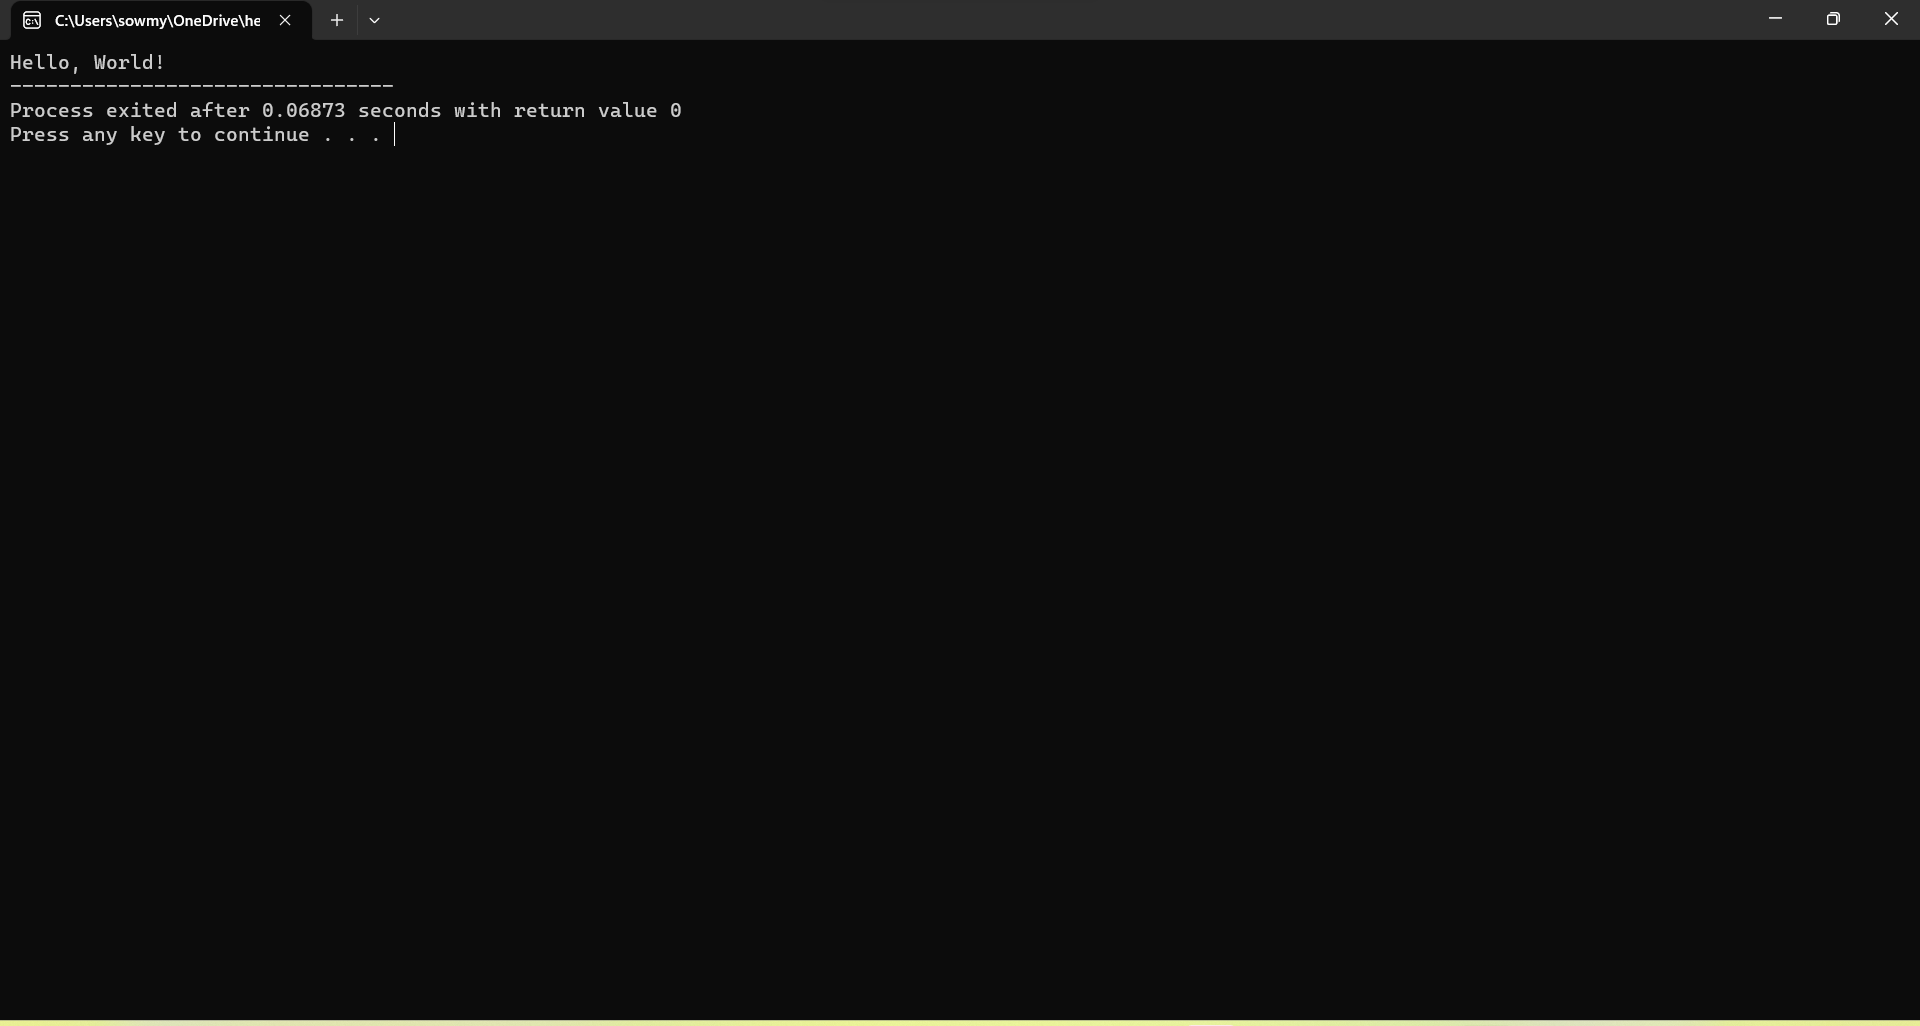 C:\Users\sowmy\OneDrive\he
Hello, World!
--------------------------------
Process exited after 0.06873 seconds with return value 0
Press any key to continue . . .